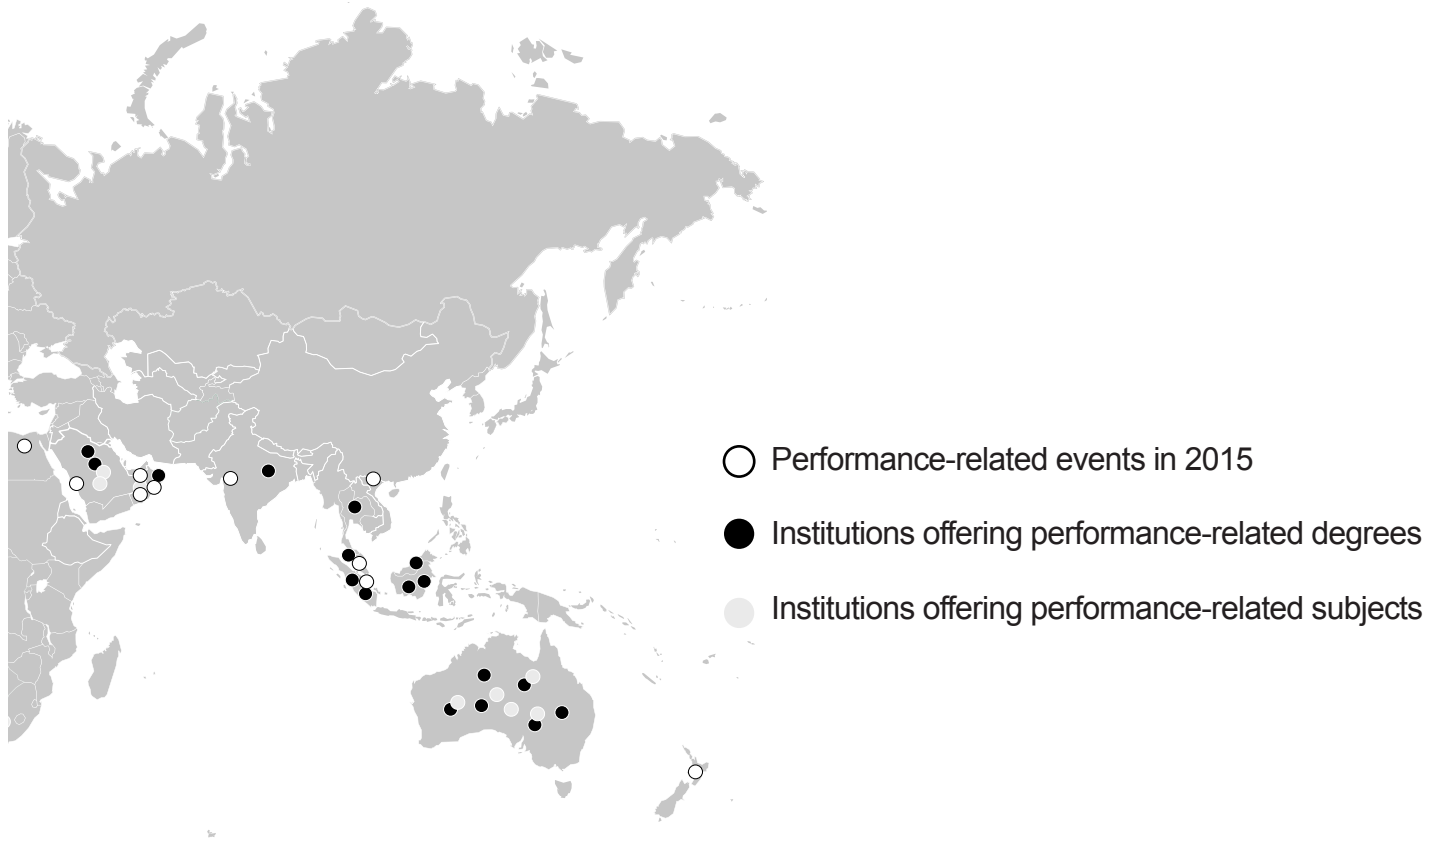 Performance-related events in 2015
Institutions offering performance-related degrees
Institutions offering performance-related subjects